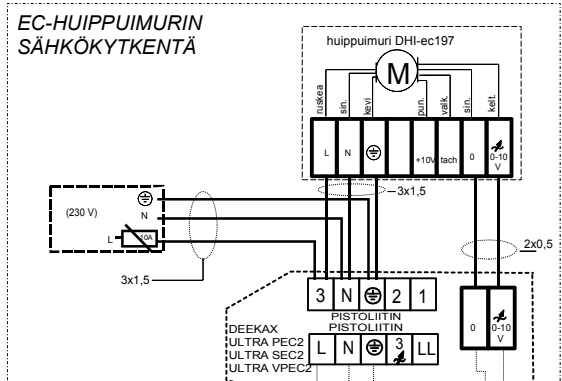 EC-HUIPPUIMURIN
SÄHKÖKYTKENTÄ
huippuimuri DHI-ec197
M
ruskea
sin.
kevi
pun.
valk.
sin.
kelt.
L
N
+10V
tach
0
0-10
V
3x1,5
(230 V)
N
L
10A
3x1,5
2x0,5
3 N 2 1
PISTOLIITIN
PISTOLIITIN
0
0-10
V
DEEKAX
ULTRA PEC2
ULTRA SEC2
ULTRA VPEC2
L N 3 LL